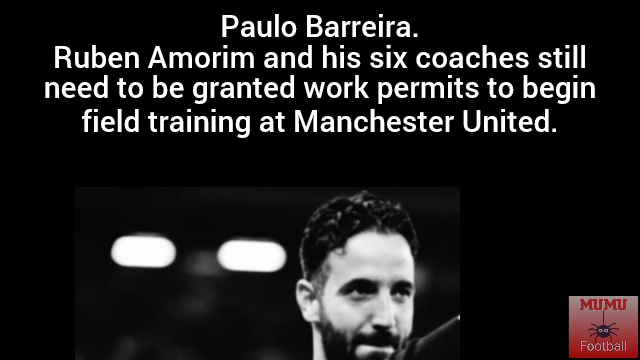 Paulo Barreira.
Ruben Amorim and his six coaches still
need to be granted work permits to begin
field training at Manchester United.
MUMU
Football